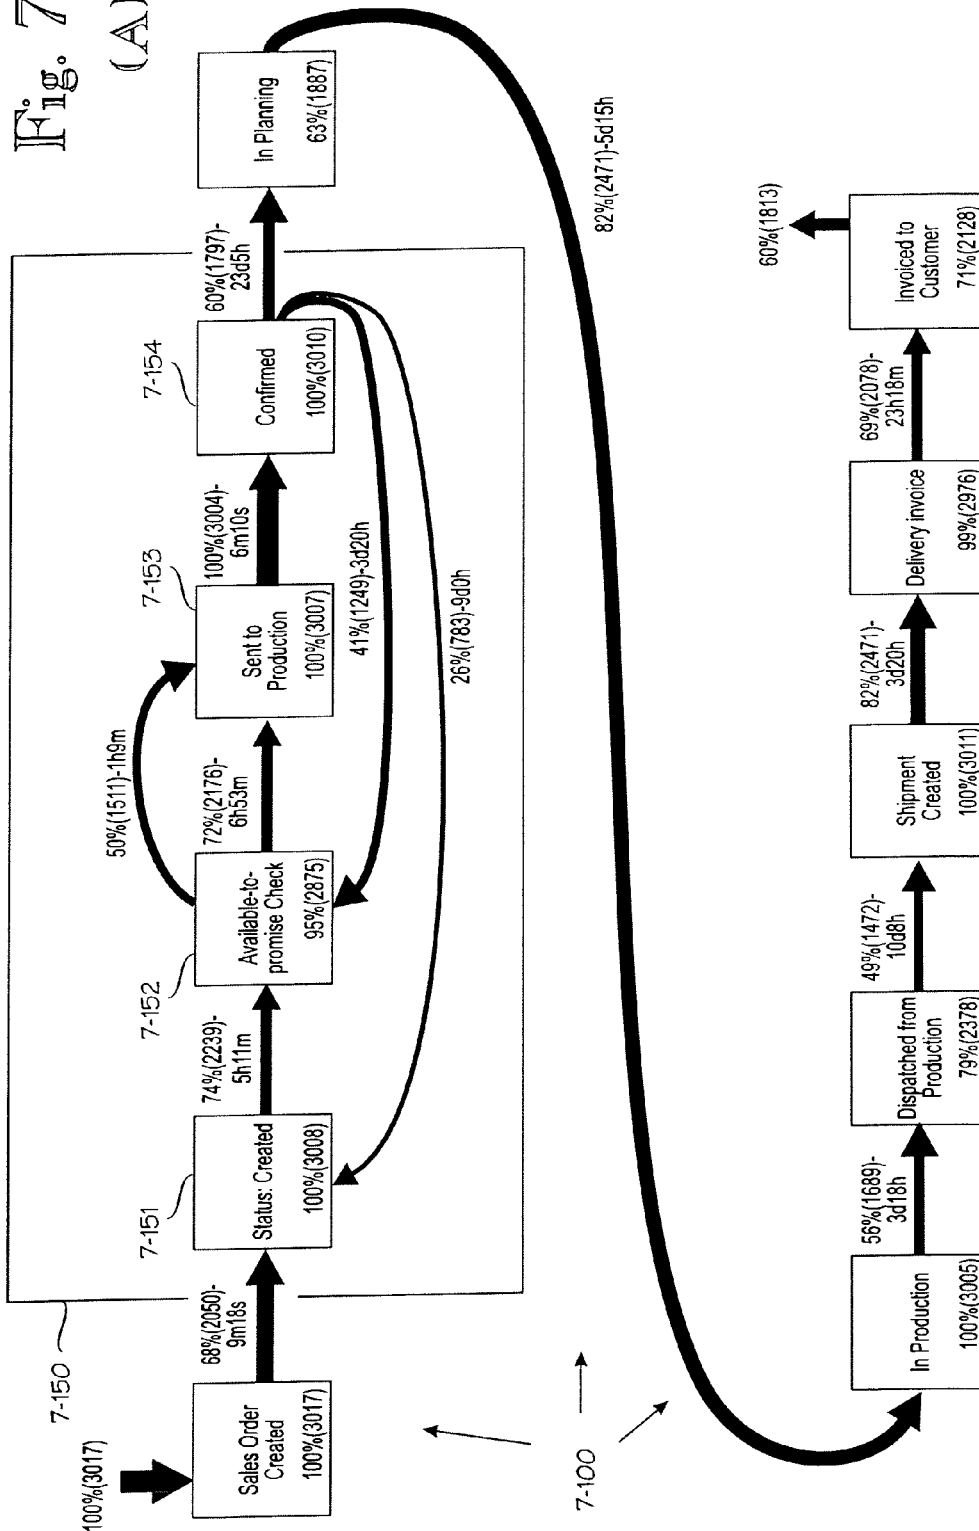 Fig. 7
(A)
100%(3017)
Sales Order
Created
100%(3017)
68%(2050)-
9m18s
7-150
7-151
Status: Created
100%(3008)
74%(2239)-
5h11m
7-152
Available-to-
promise Check
95%(2875)
50%(1511)-1h9m
72%(2176)-
6h53m
7-153
Sent to
Production
100%(3007)
100%(3004)-
6m10s
7-154
Confirmed
100%(3010)
41%(1249)-3d20h
26%(783)-9d0h
60%(1797)-
23d5h
In Planning
63%(1887)
82%(2471)-5d15h
7-100
In Production
100%(3005)
56%(1689)-
3d18h
Dispatched from
Production
79%(2378)
49%(1472)-
10d8h
Shipment
Created
100%(3011)
82%(2471)-
3d20h
Delivery invoice
99%(2976)
69%(2078)-
23h18m
Invoiced to
Customer
71%(2128)
60%(1813)